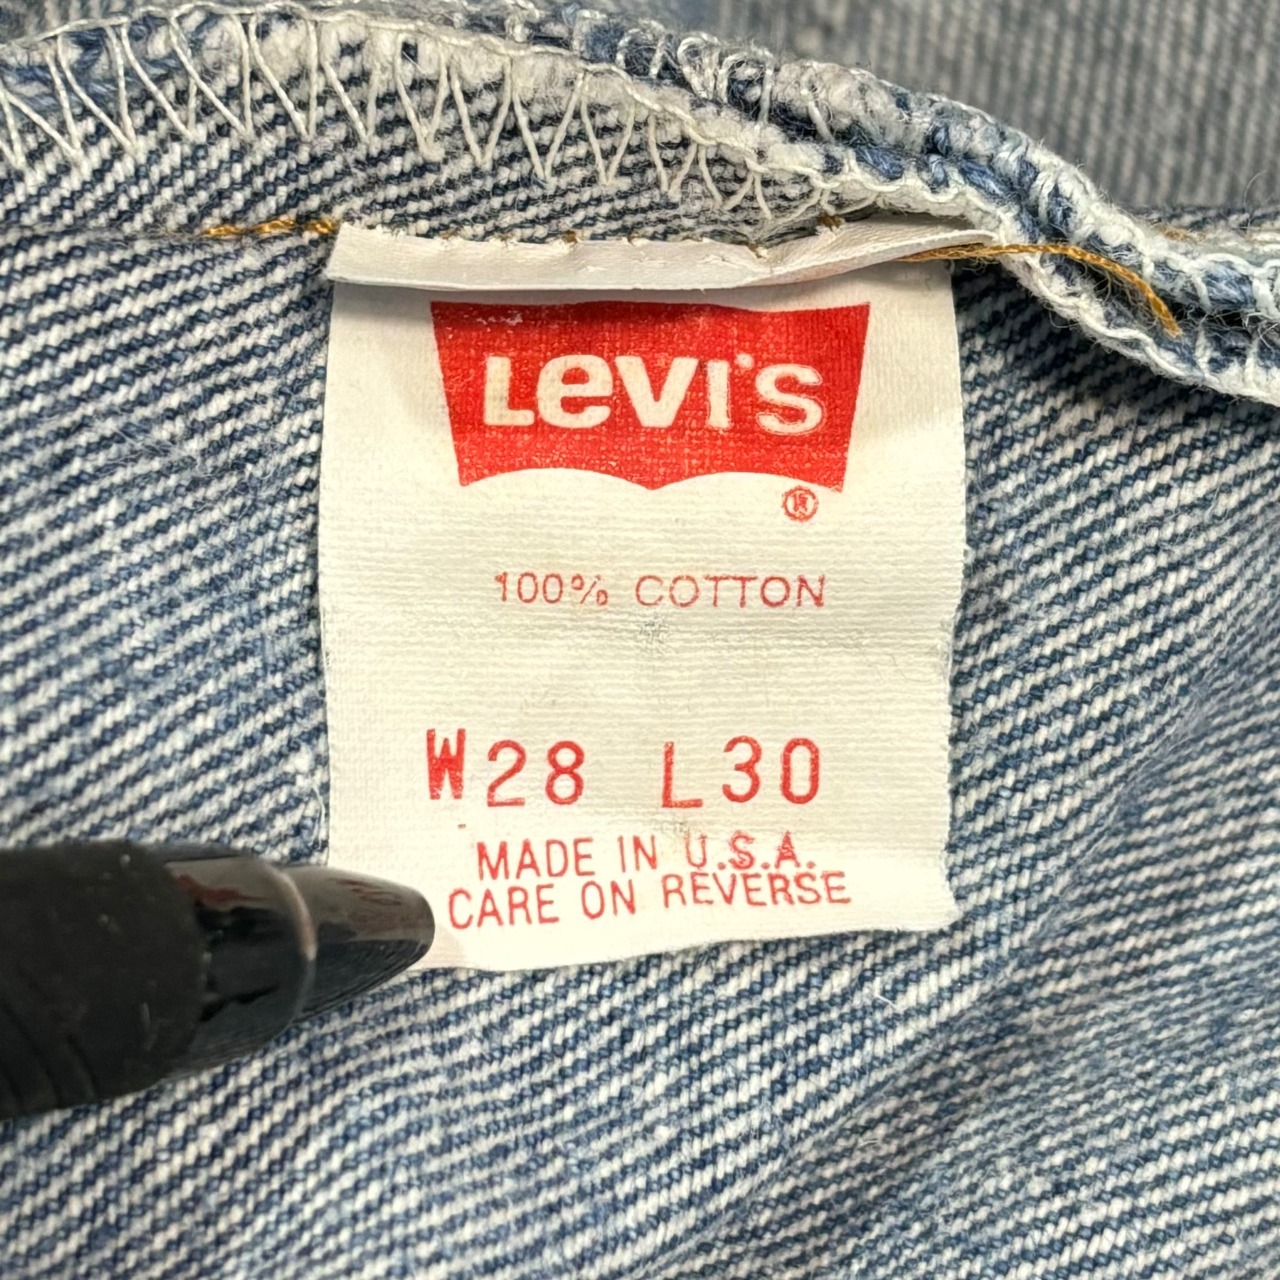 Levi's
®
100% COTTON
W28 L30
MADE IN U.S.A.
CARE ON REVERSE